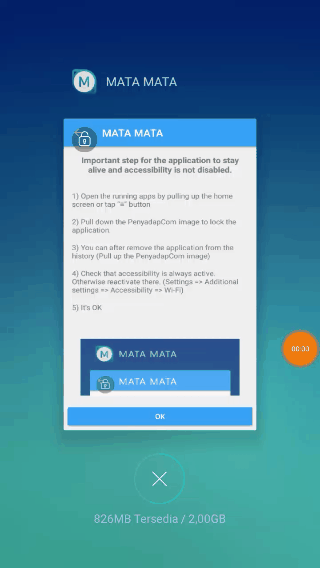 MATA MATA
MATA MATA
Important step for the application to stay
alive and accessibility is not disabled.
1) Open the running apps by pulling up the home
screen or tap "≡" button
2) Pull down the PenyadapCom image to lock the
application.
3) You can after remove the application from the
history (Pull up the PenyadapCom image)
4) Check that accessibility is always active.
Otherwise reactivate there. (Settings => Additional
settings => Accessibility => Wi-Fi)
5) It's OK
MATA MATA
MATA MATA
OK
00:33
826MB Tersedia / 2,00GB